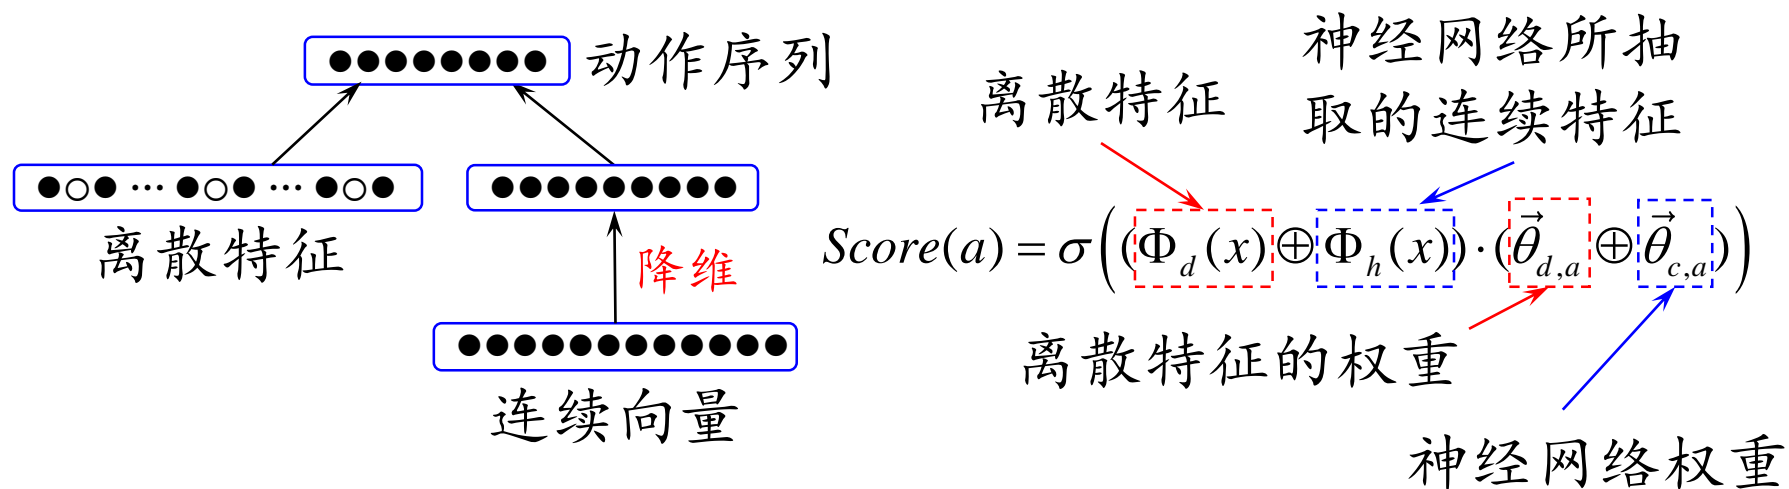 动作序列
离散特征
降维
连续向量
离散特征
神经网络所抽
取的连续特征
Score(a) = σ((Φ_d(x) ⊕ Φ_h(x)) · (θ⃗_{d,a} ⊕ θ⃗_{c,a}))
离散特征的权重
神经网络权重